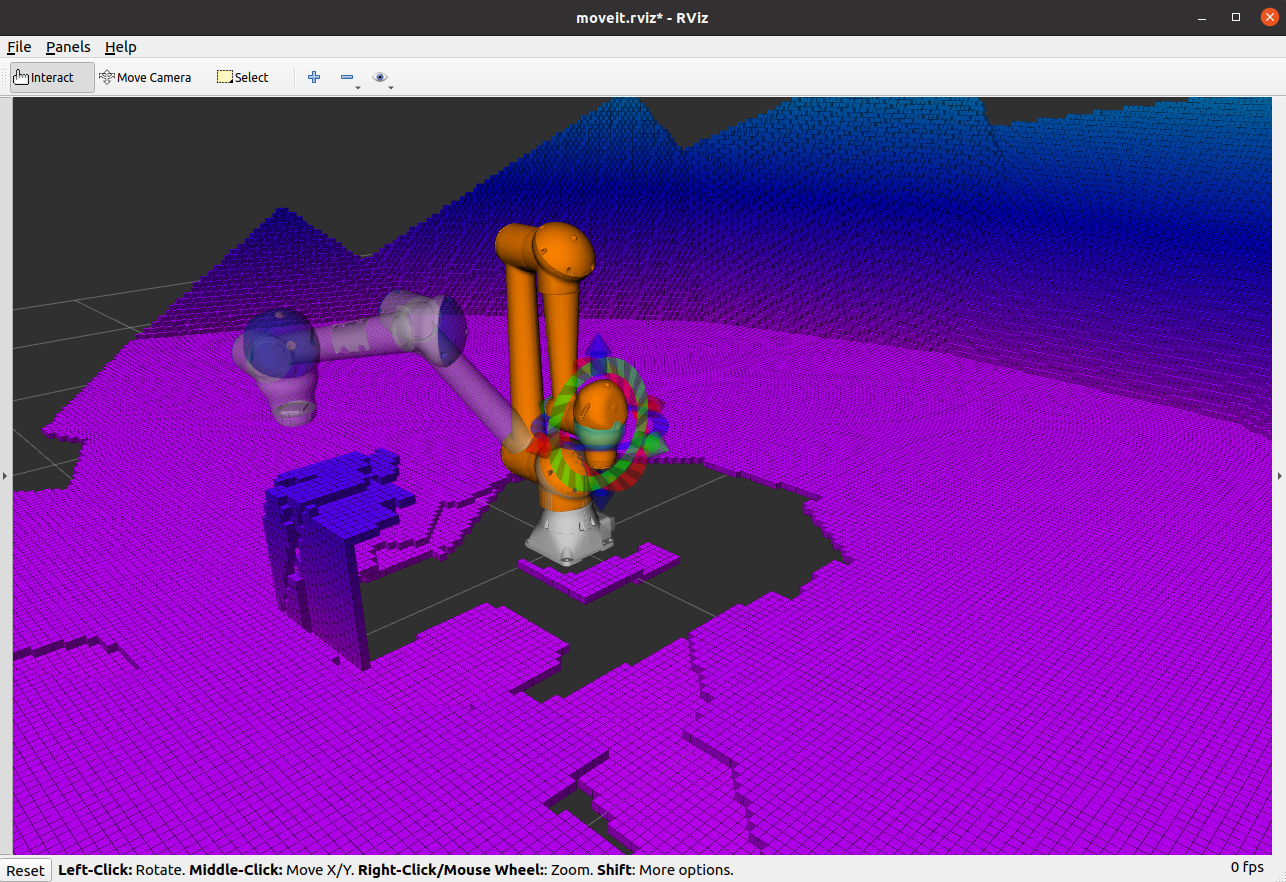 moveit.rviz* - RViz
File Panels Help
Interact Move Camera Select
Reset Left-Click: Rotate. Middle-Click: Move X/Y. Right-Click/Mouse Wheel:: Zoom. Shift: More options. 0 fps